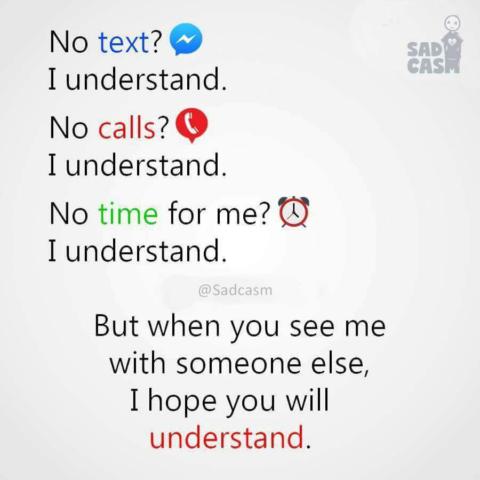 SAD
CASM
No text?
I understand.
No calls?
I understand.
No time for me?
I understand.
@Sadcasm
But when you see me
with someone else,
I hope you will
understand.